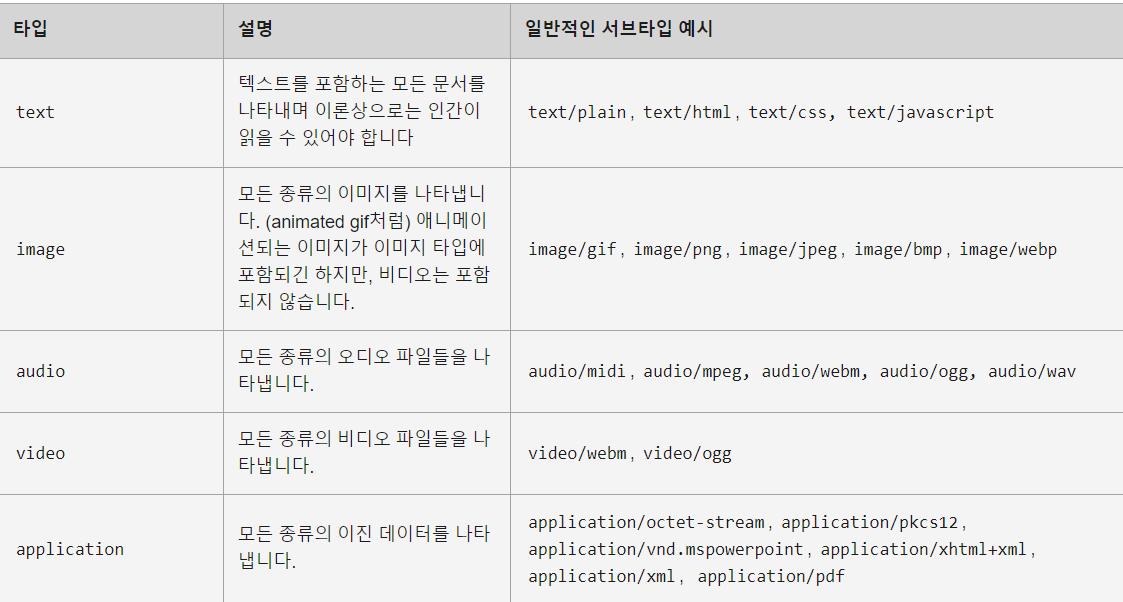 타입 설명 일반적인 서브타입 예시
text
텍스트를 포함하는 모든 문서를
나타내며 이론상으로는 인간이
읽을 수 있어야 합니다
text/plain, text/html, text/css, text/javascript
image
모든 종류의 이미지를 나타냅니
다. (animated gif처럼) 애니메이
션되는 이미지가 이미지 타입에
포함되긴 하지만, 비디오는 포함
되지 않습니다.
image/gif, image/png, image/jpeg, image/bmp, image/webp
audio
모든 종류의 오디오 파일들을 나
타냅니다.
audio/midi, audio/mpeg, audio/webm, audio/ogg, audio/wav
video
모든 종류의 비디오 파일들을 나
타냅니다.
video/webm, video/ogg
application
모든 종류의 이진 데이터를 나타
냅니다.
application/octet-stream, application/pkcs12,
application/vnd.mspowerpoint, application/xhtml+xml,
application/xml, application/pdf